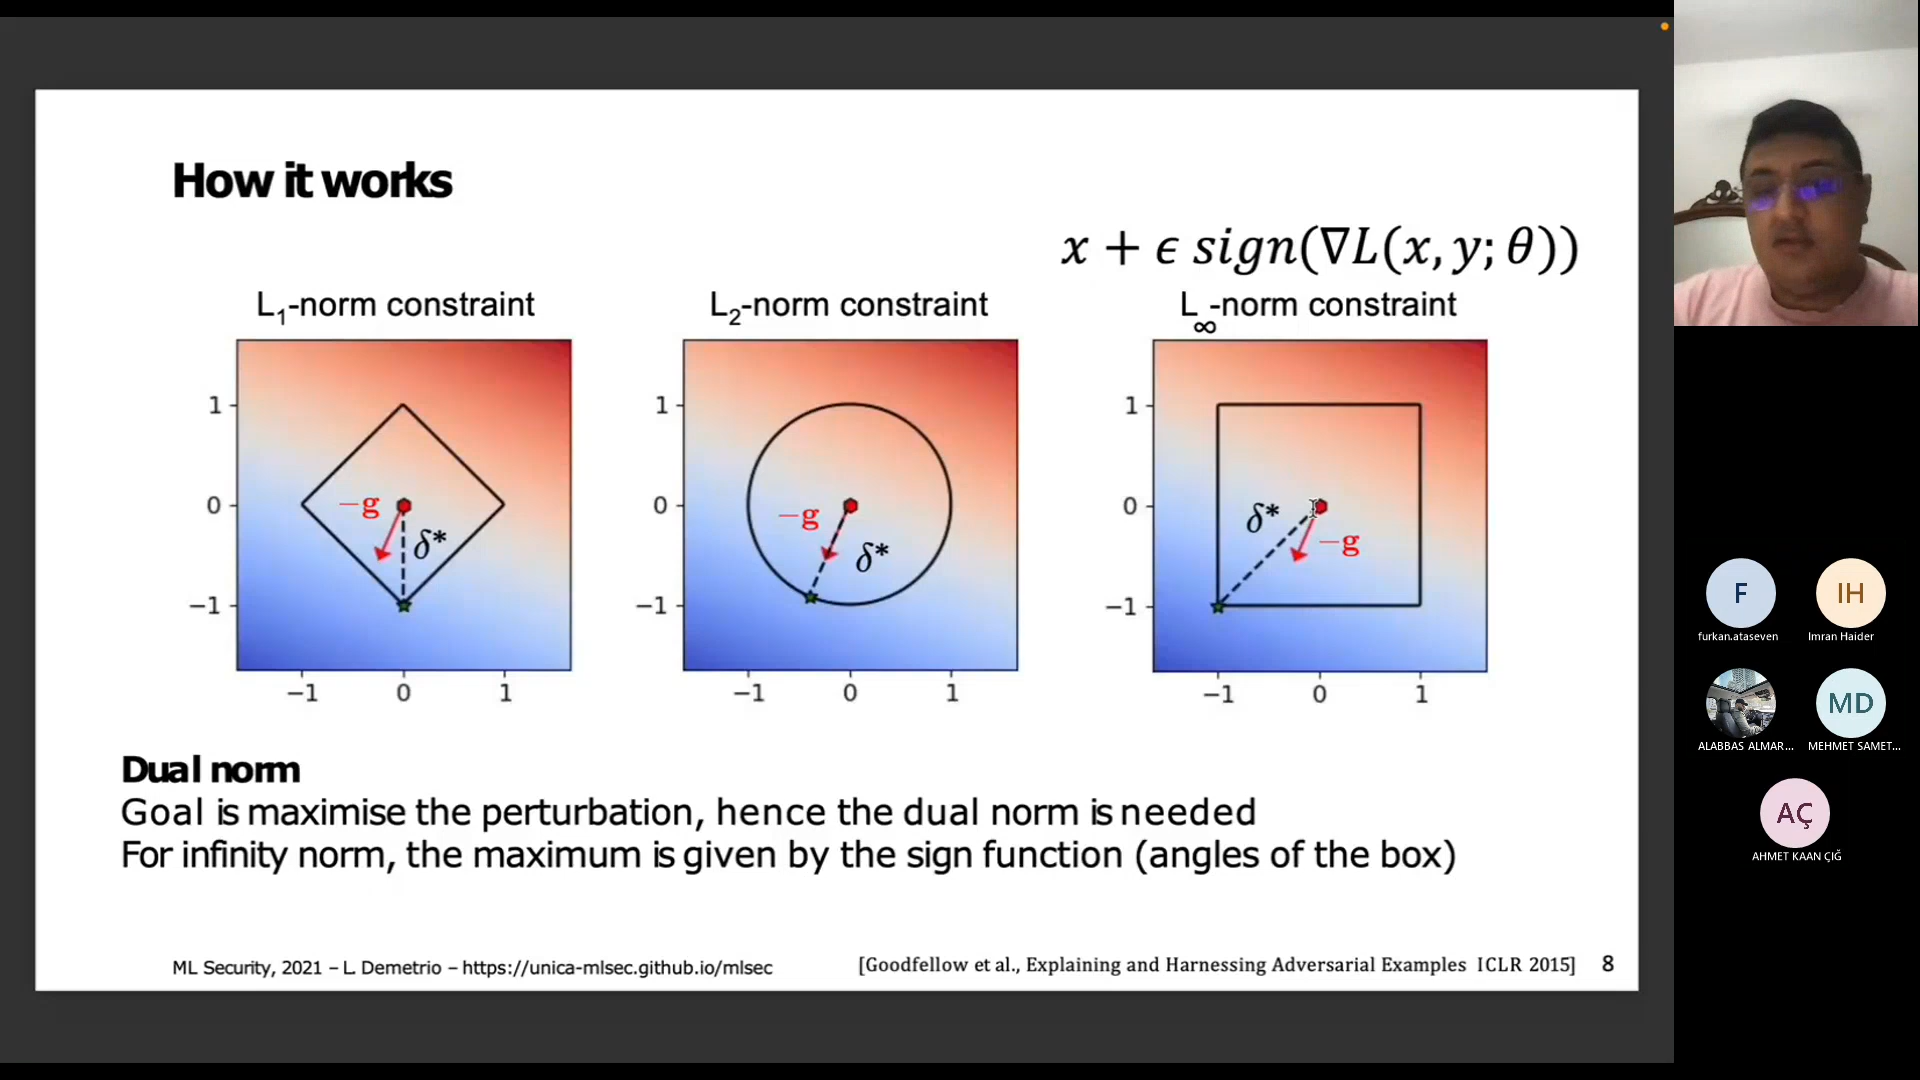 How it works
x + ϵ sign(∇L(x, y; θ))
L₁-norm constraint
L₂-norm constraint
L∞-norm constraint
1
0
−1
−1 0 1
−g
δ*
1
0
−1
−1 0 1
−g
δ*
1
0
−1
−1 0 1
δ*
−g
Dual norm
Goal is maximise the perturbation, hence the dual norm is needed
For infinity norm, the maximum is given by the sign function (angles of the box)
ML Security, 2021 – L. Demetrio – https://unica-mlsec.github.io/mlsec
[Goodfellow et al., Explaining and Harnessing Adversarial Examples ICLR 2015]
8
F
furkan.ataseven
IH
Imran Haider
ALABBAS ALMAR...
MD
MEHMET SAMET...
AÇ
AHMET KAAN ÇIĞ